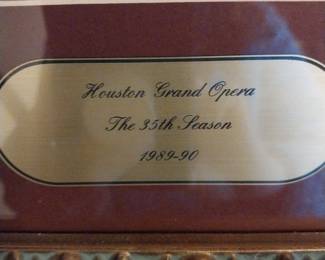 Houston Grand Opera
The 35th Season
1989-90